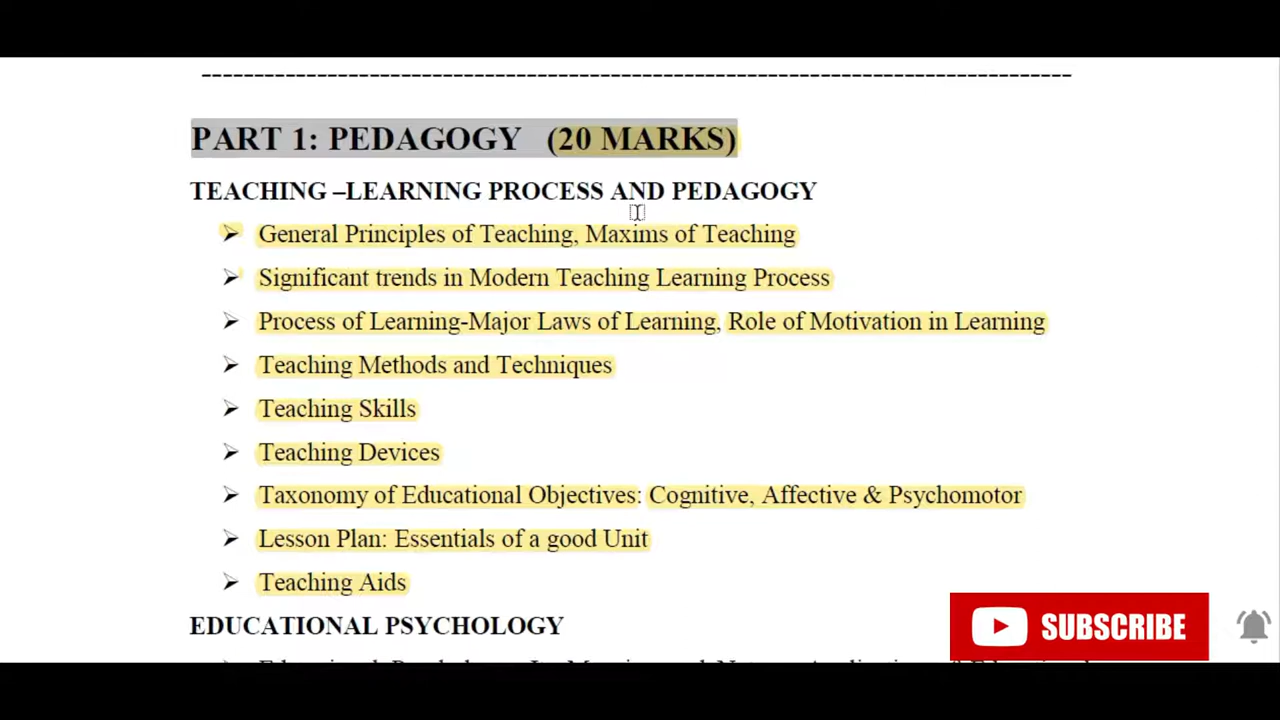 PART 1: PEDAGOGY (20 MARKS)
TEACHING –LEARNING PROCESS AND PEDAGOGY
➢ General Principles of Teaching, Maxims of Teaching
➢ Significant trends in Modern Teaching Learning Process
➢ Process of Learning-Major Laws of Learning, Role of Motivation in Learning
➢ Teaching Methods and Techniques
➢ Teaching Skills
➢ Teaching Devices
➢ Taxonomy of Educational Objectives: Cognitive, Affective & Psychomotor
➢ Lesson Plan: Essentials of a good Unit
➢ Teaching Aids
EDUCATIONAL PSYCHOLOGY
SUBSCRIBE